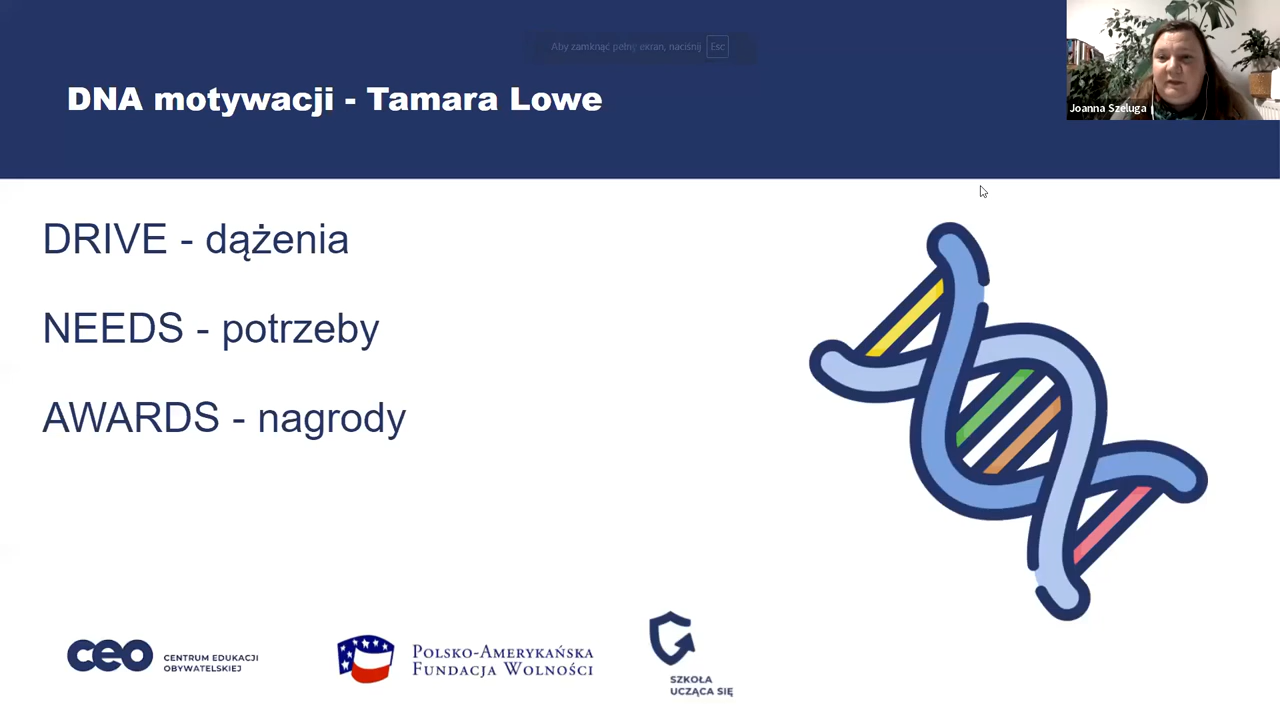 Aby zamknąć pełny ekran, naciśnij Esc
DNA motywacji - Tamara Lowe
Joanna Szeluga
DRIVE - dążenia
NEEDS - potrzeby
AWARDS - nagrody
ceo CENTRUM EDUKACJI
OBYWATELSKIEJ
POLSKO-AMERYKAŃSKA
FUNDACJA WOLNOŚCI
SZKOŁA
UCZĄCA SIĘ